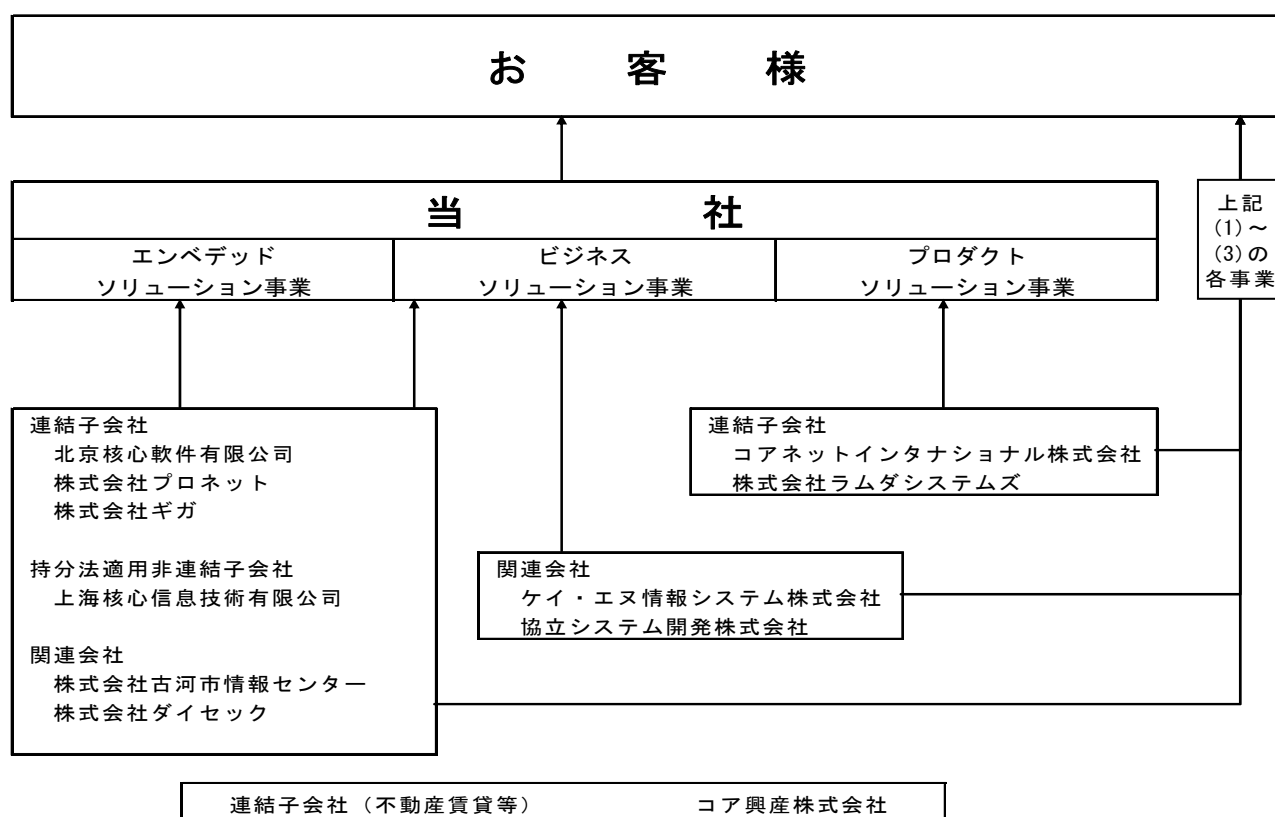 お客様
当社
エンベデッド
ソリューション事業
ビジネス
ソリューション事業
プロダクト
ソリューション事業
上記
(1)~
(3)の
各事業
連結子会社
北京核心軟件有限公司
株式会社プロネット
株式会社ギガ
持分法適用非連結子会社
上海核心信息技術有限公司
関連会社
株式会社古河市情報センター
株式会社ダイセック
連結子会社
コアネットインタナショナル株式会社
株式会社ラムダシステムズ
関連会社
ケイ・エヌ情報システム株式会社
協立システム開発株式会社
連結子会社(不動産賃貸等) コア興産株式会社